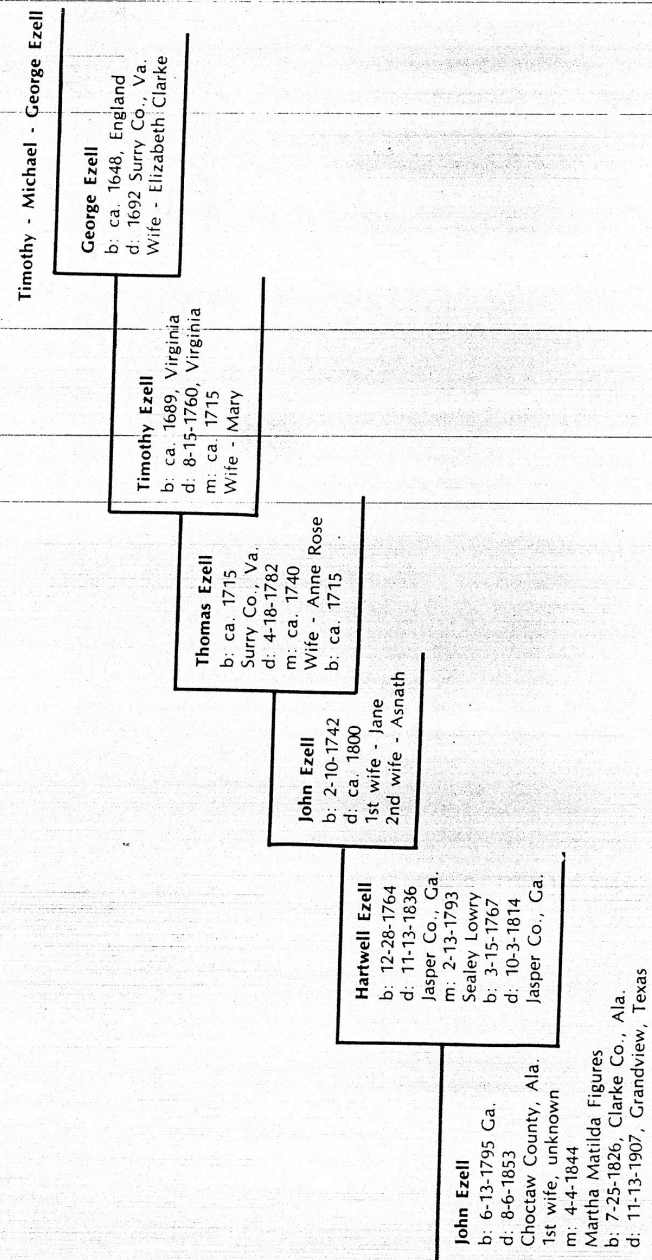 Timothy - Michael - George Ezell
George Ezell
b: ca. 1648, England
d: 1692 Surry Co., Va.
Wife - Elizabeth Clarke
Timothy Ezell
b: ca. 1689, Virginia
d: 8-15-1760, Virginia
m: ca. 1715
Wife - Mary
Thomas Ezell
b: ca. 1715
Surry Co., Va.
d: 4-18-1782
m: ca. 1740
Wife - Anne Rose
b: ca. 1715
John Ezell
b: 2-10-1742
d: ca. 1800
1st wife - Jane
2nd wife - Asnath
Hartwell Ezell
b: 12-28-1764
d: 11-13-1836
Jasper Co., Ga.
m: 2-13-1793
Sealey Lowry
b: 3-15-1767
d: 10-3-1814
Jasper Co., Ga.
John Ezell
b: 6-13-1795 Ga.
d: 8-6-1853
Choctaw County, Ala.
1st wife, unknown
m: 4-4-1844
Martha Matilda Figures
b: 7-25-1826, Clarke Co., Ala.
d: 11-13-1907, Grandview, Texas